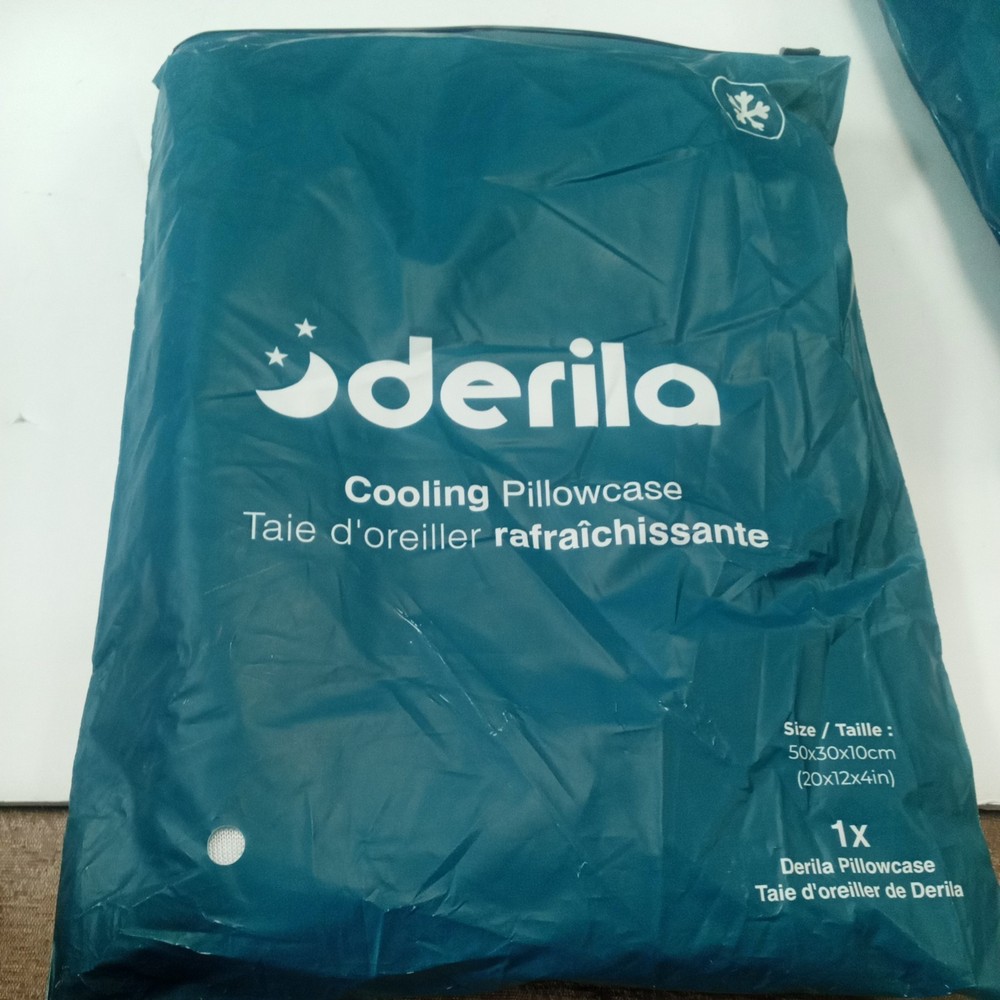 derila
Cooling Pillowcase
Taie d'oreiller rafraîchissante
Size / Taille :
50x30x10cm
(20x12x4in)
1x
Derila Pillowcase
Taie d'oreiller de Derila